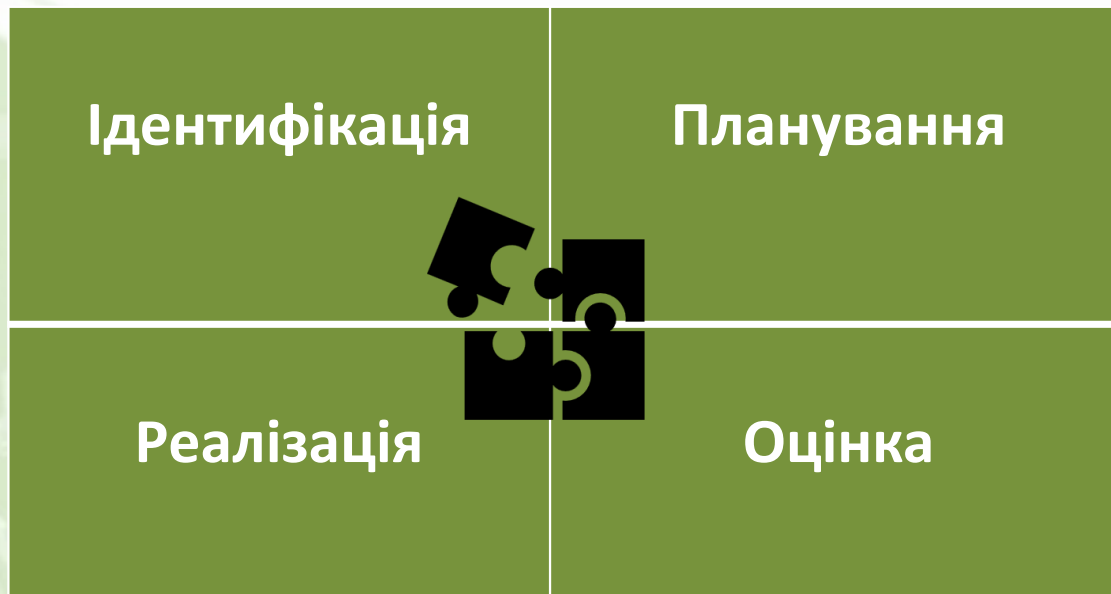 Ідентифікація
Планування
Реалізація
Оцінка